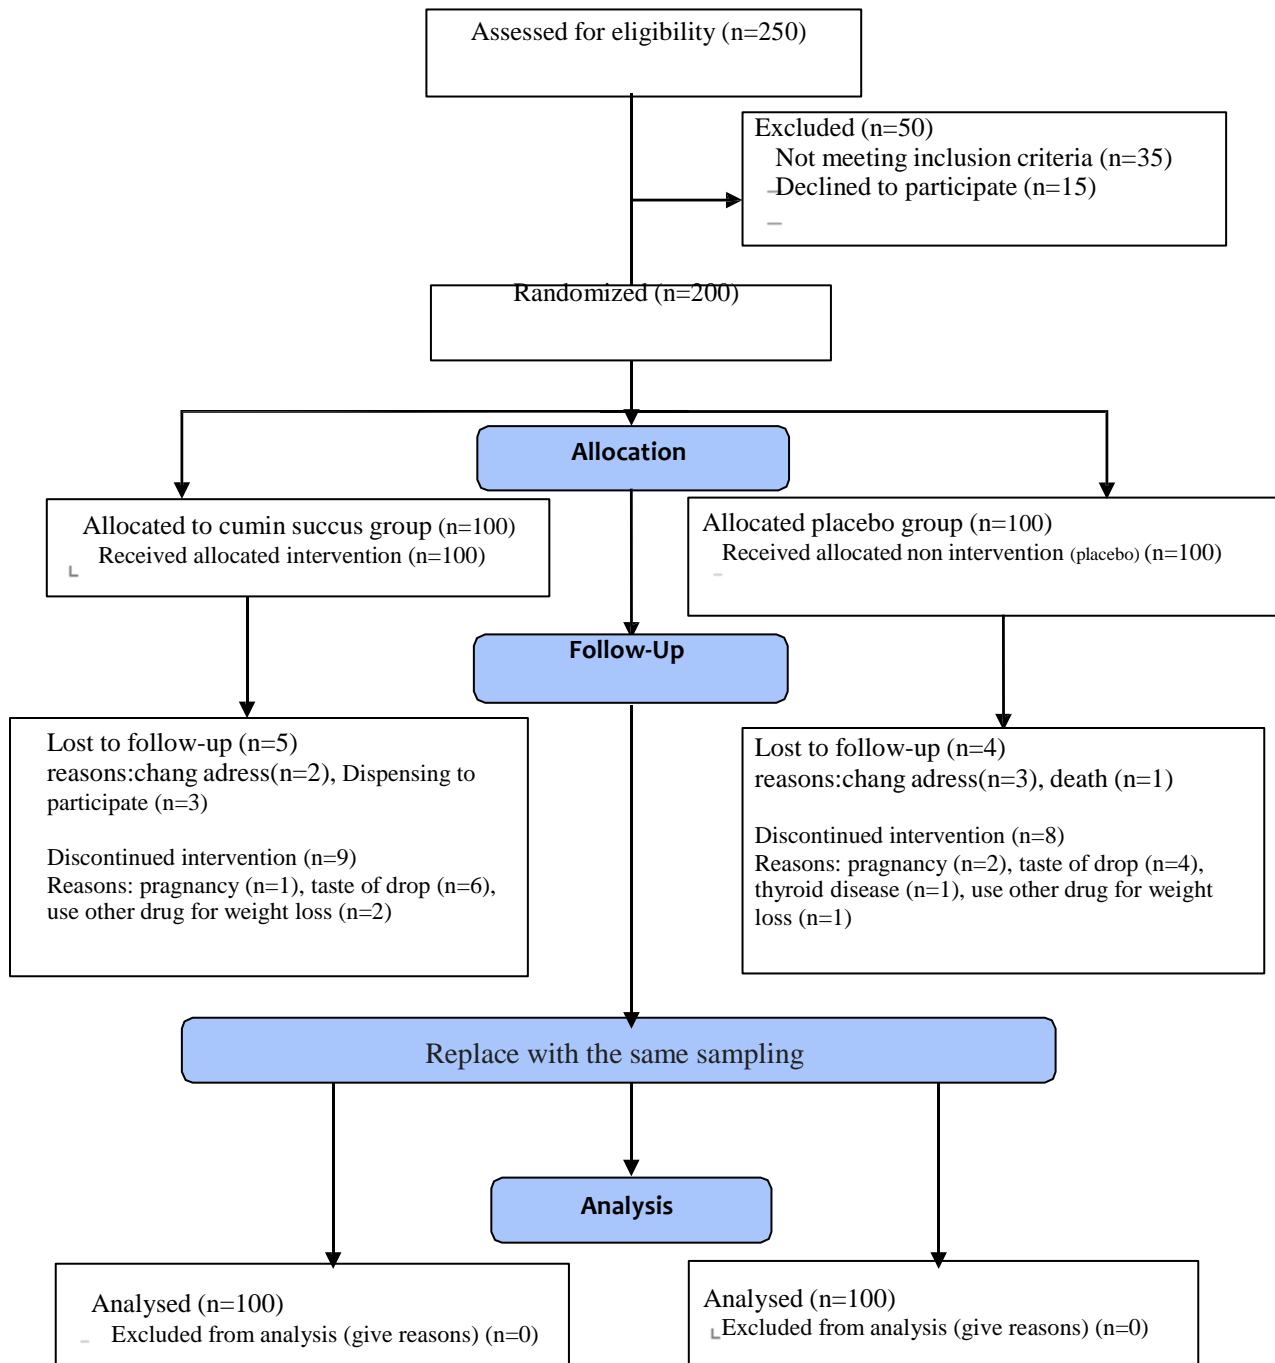 Assessed for eligibility (n=250)
Excluded (n=50)
Not meeting inclusion criteria (n=35)
Declined to participate (n=15)
Randomized (n=200)
Allocation
Allocated to cumin succus group (n=100)
Received allocated intervention (n=100)
Allocated placebo group (n=100)
Received allocated non intervention (placebo) (n=100)
Follow-Up
Lost to follow-up (n=5)
reasons:chang adress(n=2), Dispensing to
participate (n=3)
Discontinued intervention (n=9)
Reasons: pragnancy (n=1), taste of drop (n=6),
use other drug for weight loss (n=2)
Lost to follow-up (n=4)
reasons:chang adress(n=3), death (n=1)
Discontinued intervention (n=8)
Reasons: pragnancy (n=2), taste of drop (n=4),
thyroid disease (n=1), use other drug for weight
loss (n=1)
Replace with the same sampling
Analysis
Analysed (n=100)
Excluded from analysis (give reasons) (n=0)
Analysed (n=100)
Excluded from analysis (give reasons) (n=0)